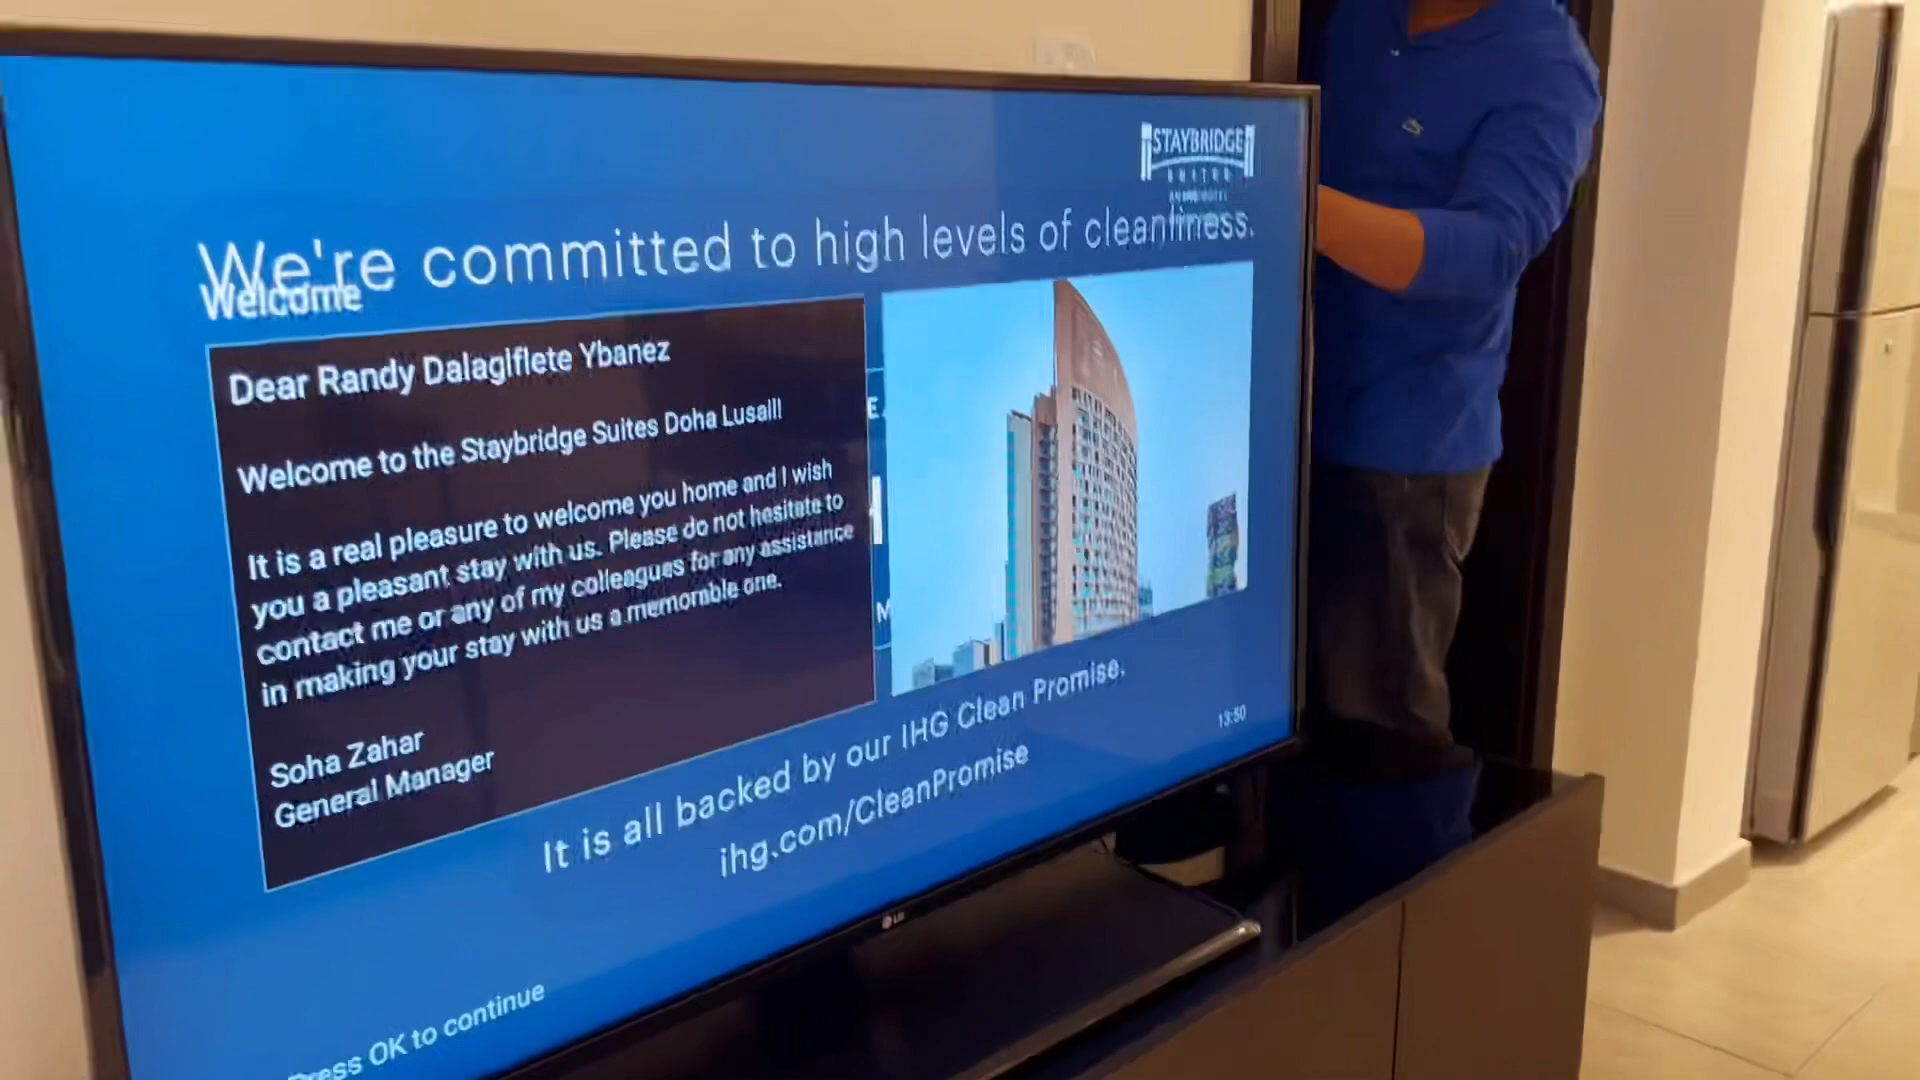 STAYBRIDGE
SUITES
We're committed to high levels of cleanliness.
Welcome
Dear Randy Dalagiflete Ybanez
Welcome to the Staybridge Suites Doha Lusail!
It is a real pleasure to welcome you home and I wish
you a pleasant stay with us. Please do not hesitate to
contact me or any of my colleagues for any assistance
in making your stay with us a memorable one.
Soha Zahar
General Manager
It is all backed by our IHG Clean Promise.
ihg.com/CleanPromise
13:50
LG
Press OK to continue